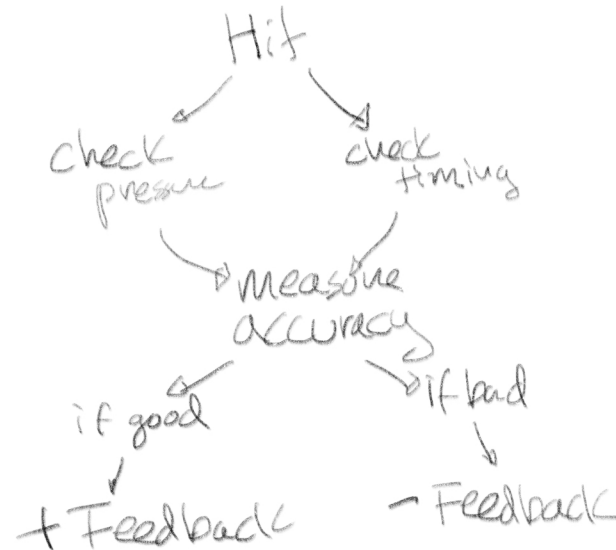 Hit
check
pressure
check
timing
measure
accuracy
if good
if bad
+ Feedback
- Feedback